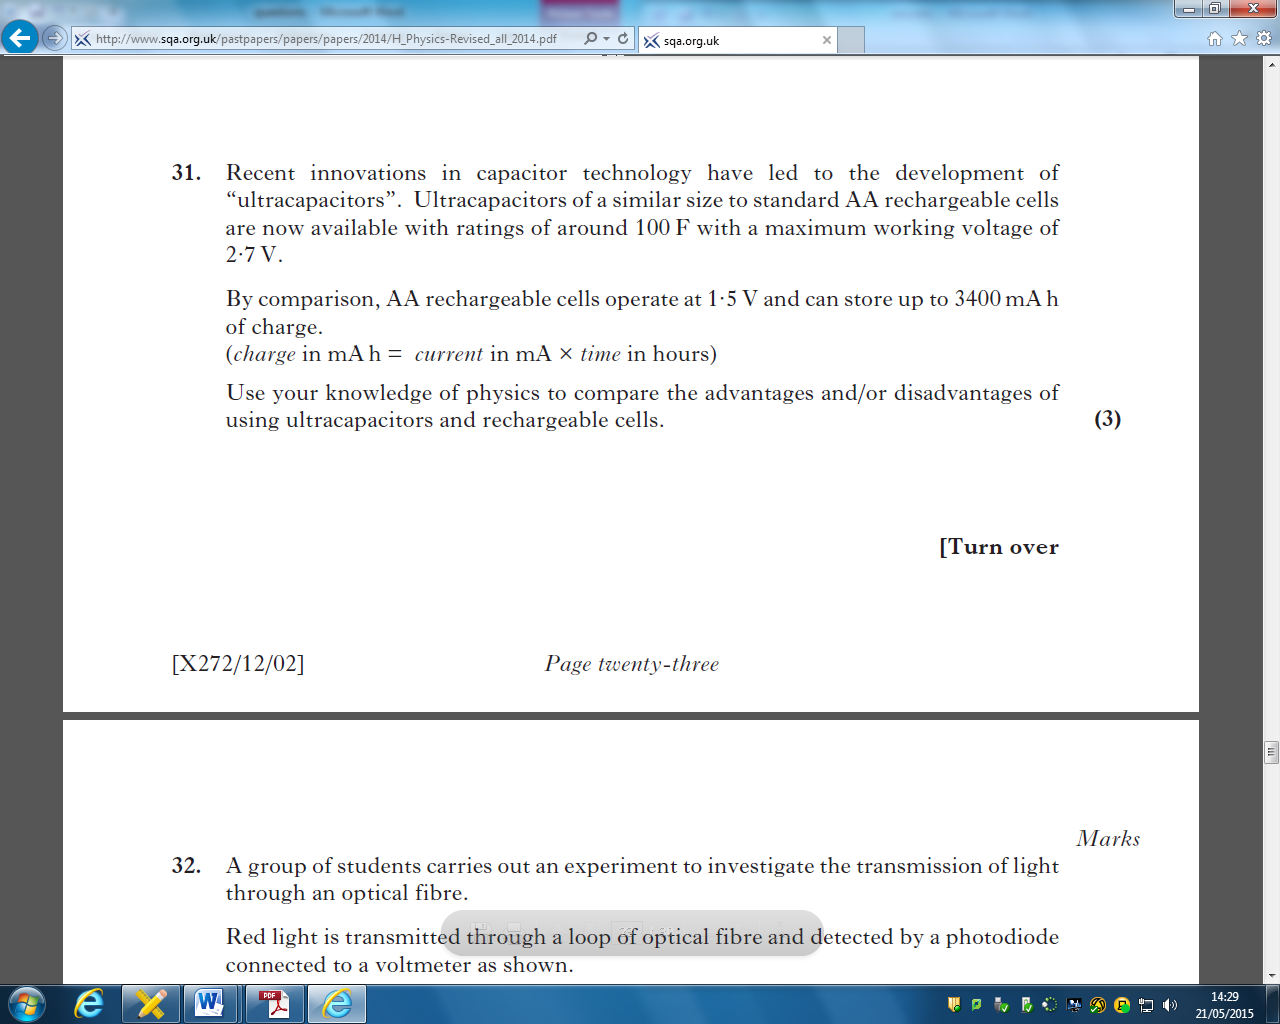 http://www.sqa.org.uk/pastpapers/papers/papers/2014/H_Physics-Revised_all_2014.pdf
sqa.org.uk
31. Recent innovations in capacitor technology have led to the development of
“ultracapacitors”. Ultracapacitors of a similar size to standard AA rechargeable cells
are now available with ratings of around 100 F with a maximum working voltage of
2·7 V.
By comparison, AA rechargeable cells operate at 1·5 V and can store up to 3400 mA h
of charge.
(charge in mA h = current in mA × time in hours)
Use your knowledge of physics to compare the advantages and/or disadvantages of
using ultracapacitors and rechargeable cells. (3)
[Turn over
[X272/12/02] Page twenty-three
Marks
32. A group of students carries out an experiment to investigate the transmission of light
through an optical fibre.
Red light is transmitted through a loop of optical fibre and detected by a photodiode
connected to a voltmeter as shown.
14:29
21/05/2015